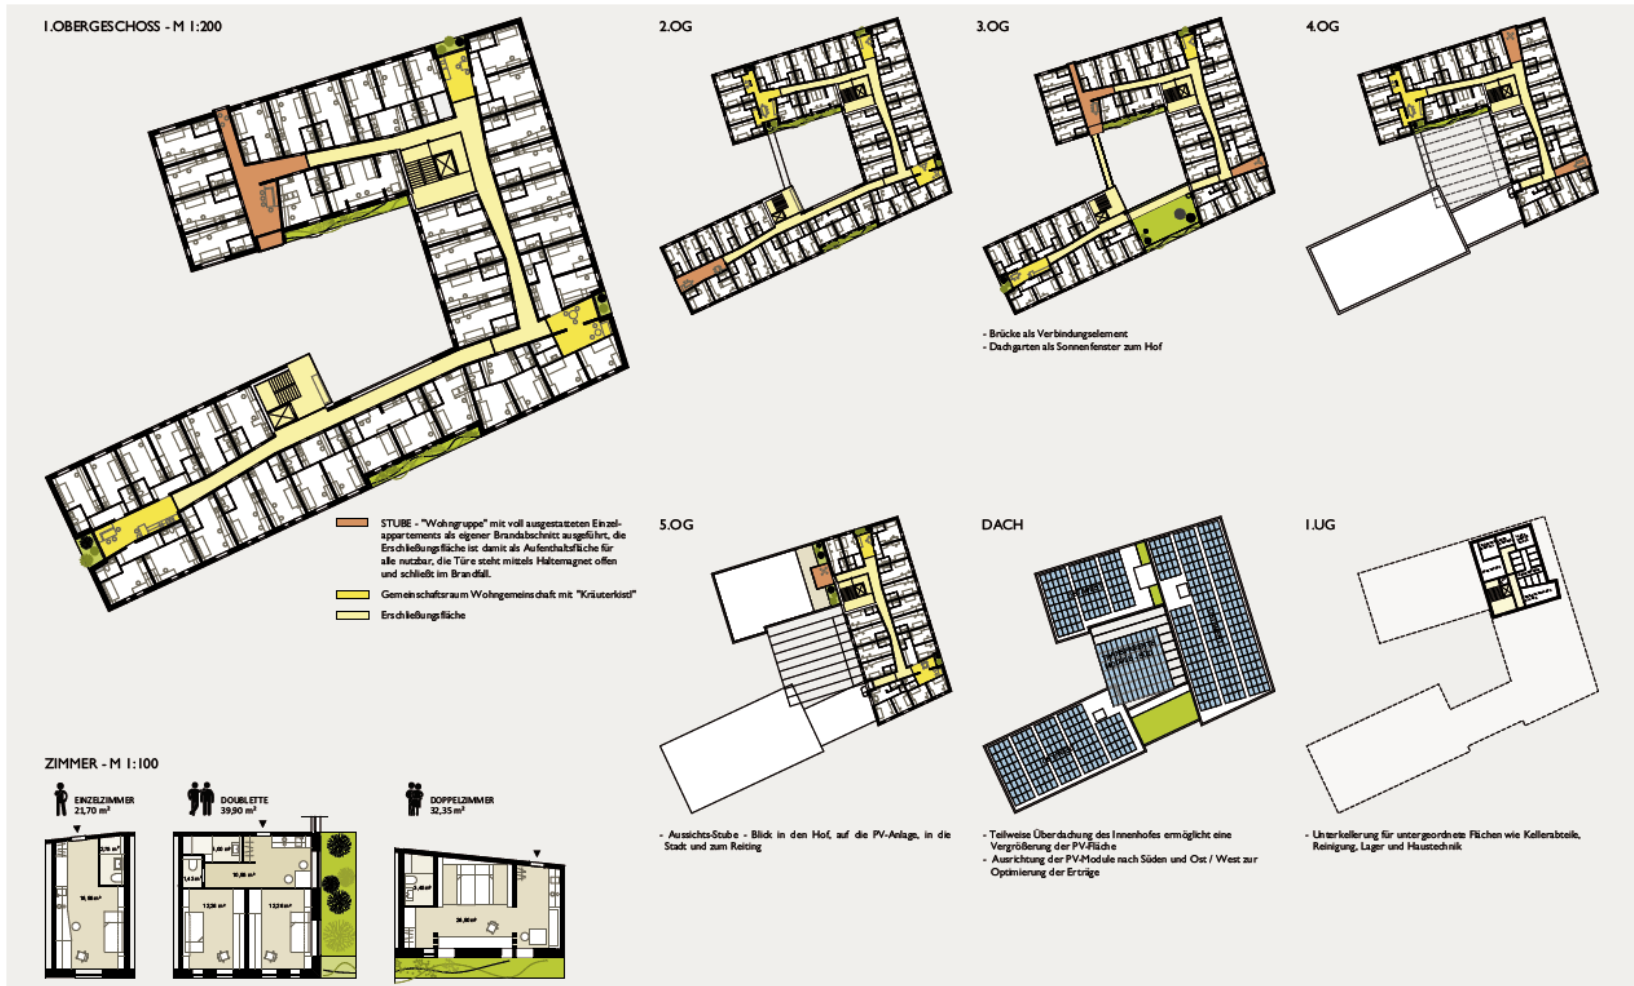 1.OBERGESCHOSS - M 1:200
2.OG
3.OG
4.OG
- Brücke als Verbindungselement
- Dachgarten als Sonnenfenster zum Hof
STUBE - "Wohngruppe" mit voll ausgestatteten Einzel-
appartements als eigener Brandabschnitt ausgeführt, die
Erschließungsfläche ist damit als Aufenthaltsfläche für
alle nutzbar, die Türe steht mittels Haltemagnet offen
und schließt im Brandfall.
Gemeinschaftsraum Wohngemeinschaft mit "Kräuterkistl"
Erschließungsfläche
5.OG
DACH
1.UG
- Aussichts-Stube - Blick in den Hof, auf die PV-Anlage, in die
Stadt und zum Reiting
- Teilweise Überdachung des Innenhofes ermöglicht eine
Vergrößerung der PV-Fläche
- Ausrichtung der PV-Module nach Süden und Ost / West zur
Optimierung der Erträge
- Unterkellerung für untergeordnete Flächen wie Kellerabteile,
Reinigung, Lager und Haustechnik
ZIMMER - M 1:100
EINZELZIMMER
21,70 m²
DOUBLETTE
39,90 m²
DOPPELZIMMER
32,35 m²